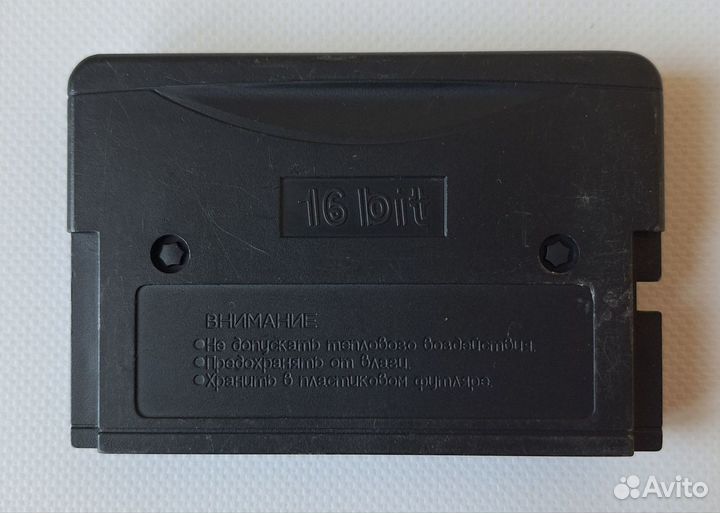 16 bit
ВНИМАНИЕ
Не допускать теплового воздействия.
Предохранять от влаги.
Хранить в пластиковом футляре.
Avito